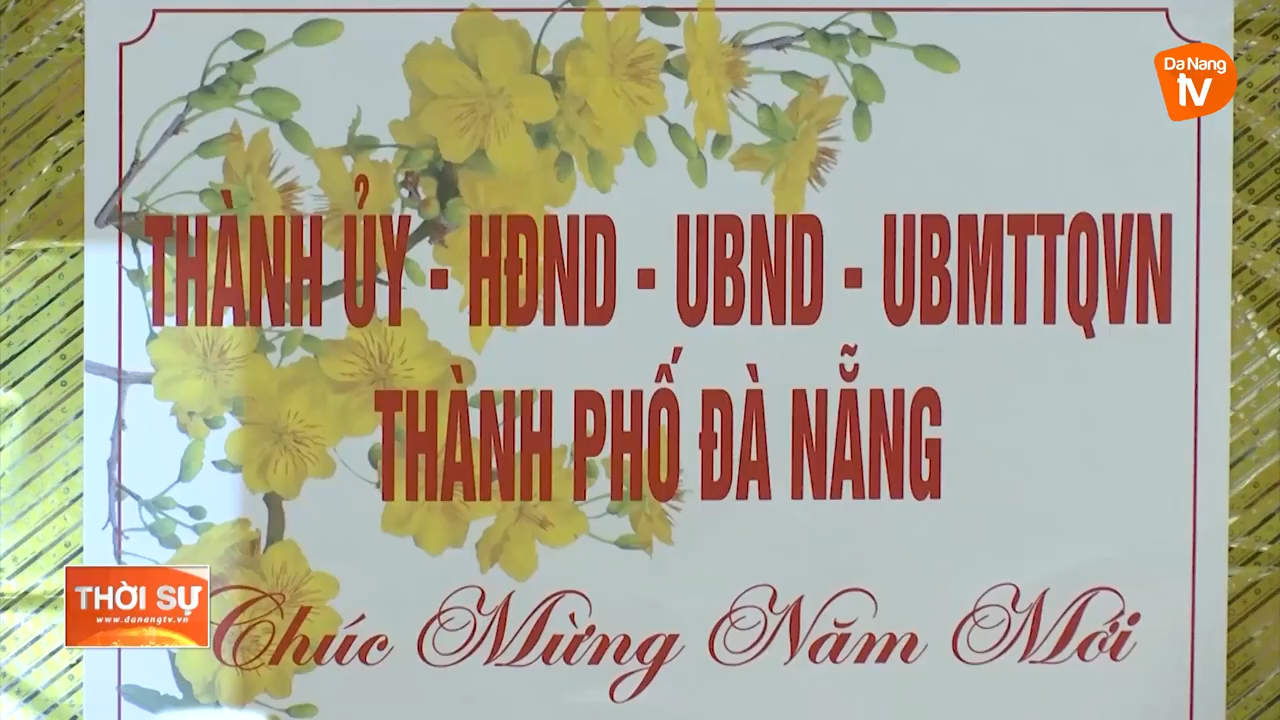 Da Nang
tv
THÀNH ỦY - HĐND - UBND - UBMTTQVN
THÀNH PHỐ ĐÀ NẴNG
Chúc Mừng Năm Mới
THỜI SỰ
www.danangtv.vn